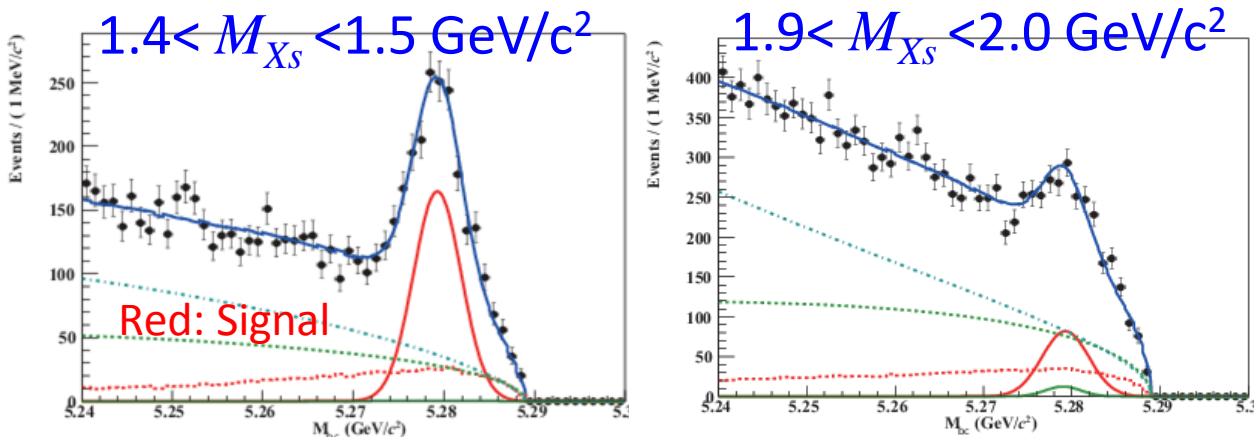 1.4< M_Xs <1.5 GeV/c²
Events / ( 1 MeV/c² )
250
200
150
100
50
0
Red: Signal
5.24 5.25 5.26 5.27 5.28 5.29
M_bc (GeV/c²)
1.9< M_Xs <2.0 GeV/c²
Events / ( 1 MeV/c² )
400
350
300
250
200
150
100
50
0
5.24 5.25 5.26 5.27 5.28 5.29
M_bc (GeV/c²)